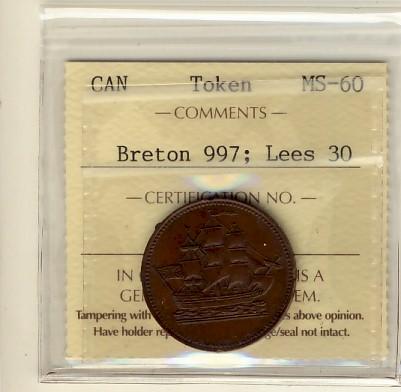 CAN Token MS-60
— COMMENTS —
Breton 997; Lees 30
— CERTIFICATION NO. —
IN IS A
GE EM.
Tampering with s above opinion.
Have holder rep ge/seal not intact.